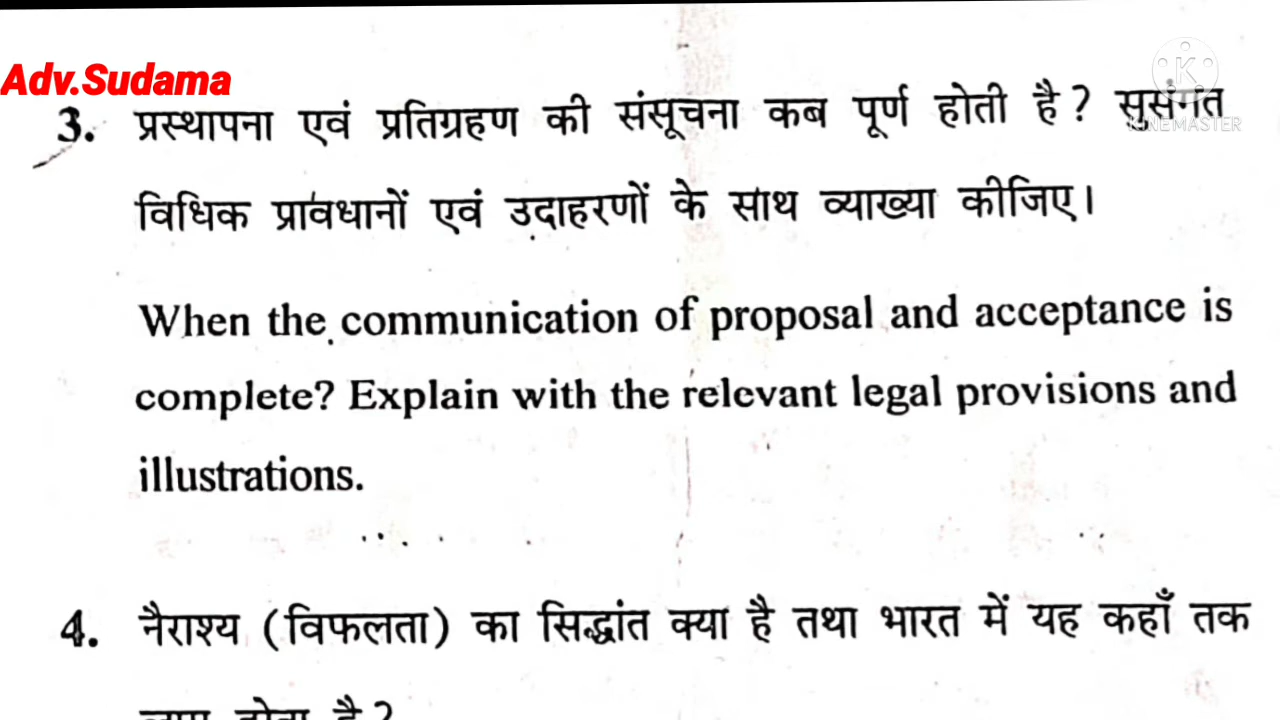 Adv.Sudama
3. प्रस्थापना एवं प्रतिग्रहण की संसूचना कब पूर्ण होती है? सुसंगत
KINEMASTER
विधिक प्रावधानों एवं उदाहरणों के साथ व्याख्या कीजिए।
When the communication of proposal and acceptance is
complete? Explain with the relevant legal provisions and
illustrations.
4. नैराश्य (विफलता) का सिद्धांत क्या है तथा भारत में यह कहाँ तक
लागू होता है?